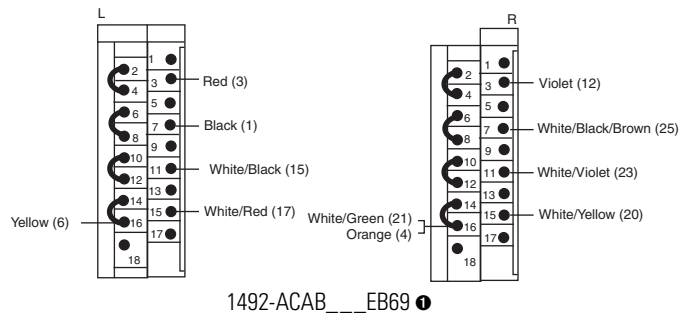 L
1
2
3
Red (3)
4
5
6
7
Black (1)
8
9
10
11
White/Black (15)
12
13
14
15
White/Red (17)
Yellow (6)
16
17
18
R
1
2
3
Violet (12)
4
5
6
7
White/Black/Brown (25)
8
9
10
11
White/Violet (23)
12
13
14
15
White/Yellow (20)
White/Green (21)
Orange (4)
16
17
18
1492-ACAB___EB69 ❶